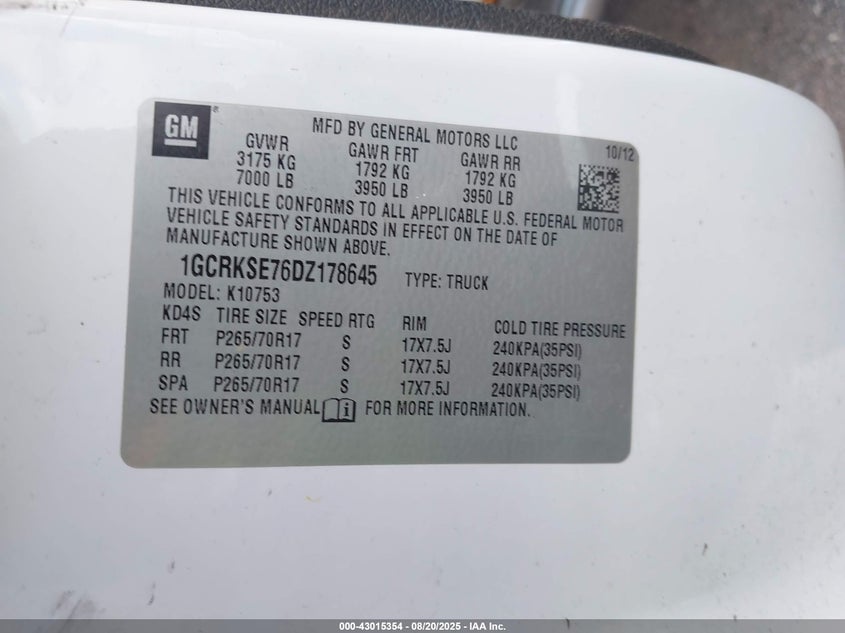 GM
MFD BY GENERAL MOTORS LLC 10/12
GVWR GAWR FRT GAWR RR
3175 KG 1792 KG 1792 KG
7000 LB 3950 LB 3950 LB
THIS VEHICLE CONFORMS TO ALL APPLICABLE U.S. FEDERAL MOTOR
VEHICLE SAFETY STANDARDS IN EFFECT ON THE DATE OF
MANUFACTURE SHOWN ABOVE.
1GCRKSE76DZ178645 TYPE: TRUCK
MODEL: K10753
KD4S TIRE SIZE SPEED RTG RIM COLD TIRE PRESSURE
FRT P265/70R17 S 17X7.5J 240KPA(35PSI)
RR P265/70R17 S 17X7.5J 240KPA(35PSI)
SPA P265/70R17 S 17X7.5J 240KPA(35PSI)
SEE OWNER'S MANUAL FOR MORE INFORMATION.
000-43015354 - 08/20/2025 - IAA Inc.